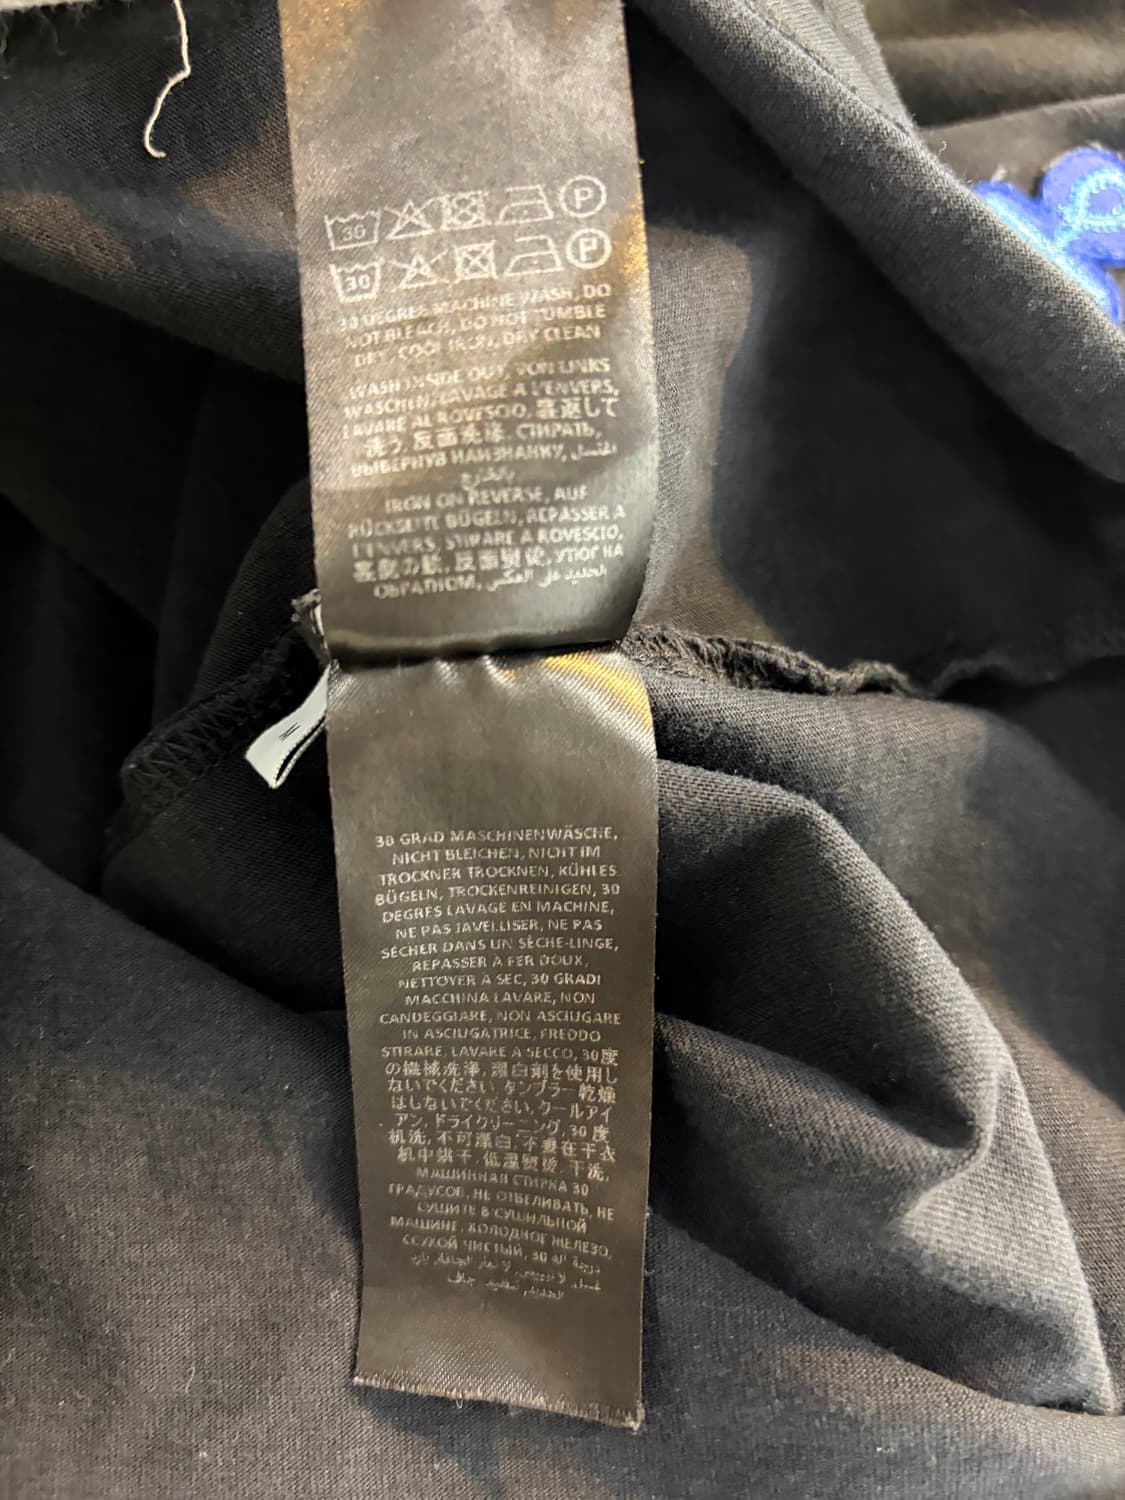 30
P
30
P
30 DEGREE MACHINE WASH, DO
NOT BLEACH, DO NOT TUMBLE
DRY, COOL IRON, DRY CLEAN
WASH INSIDE OUT, VON LINKS
WASCHEN, LAVAGE A L'ENVERS,
LAVARE AL ROVESCIO, 裏返して
洗う, 反面洗涤, СТИРАТЬ,
ВЫВЕРНУВ НАИЗНАНКУ,
IRON ON REVERSE, AUF
RÜCKSEITE BÜGELN, REPASSER A
L'ENVERS, STIRARE A ROVESCIO,
反面熨烫, УТЮГ НА
الحديد على العكس
M
30 GRAD MASCHINENWÄSCHE,
NICHT BLEICHEN, NICHT IM
TROCKNER TROCKNEN, KÜHLES
BÜGELN, TROCKENREINIGEN, 30
DEGRES LAVAGE EN MACHINE,
NE PAS JAVELLISER, NE PAS
SÉCHER DANS UN SÈCHE-LINGE,
REPASSER À FER DOUX,
NETTOYER À SEC, 30 GRADI
MACCHINA LAVARE, NON
CANDEGGIARE, NON ASCIUGARE
IN ASCIUGATRICE, FREDDO
STIRARE, LAVARE A SECCO, 30度
の機械洗浄, 漂白剤を使用し
ないでください, タンブラー乾燥
はしないでください, クールアイ
アン, ドライクリーニング, 30度
机洗, 不可漂白, 不要在干衣
机中烘干, 低温熨烫, 干洗,
МАШИННАЯ СТИРКА 30
ГРАДУСОВ, НЕ ОТБЕЛИВАТЬ, НЕ
СУШИТЕ В СУШИЛЬНОЙ
МАШИНЕ, ХОЛОДНОЕ ЖЕЛЕЗО,
СУХОЙ ЧИСТЫЙ, 30